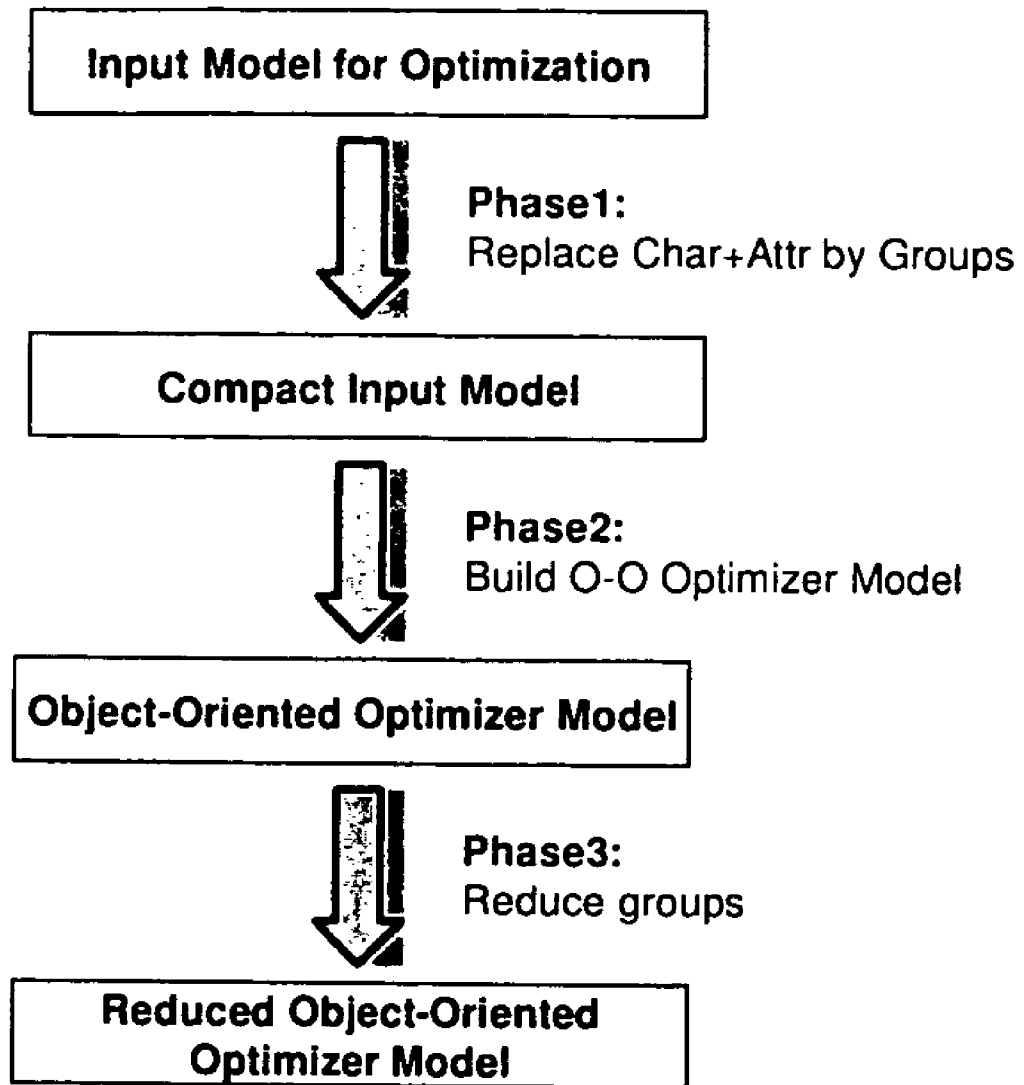 Input Model for Optimization
Phase1:
Replace Char+Attr by Groups
Compact Input Model
Phase2:
Build O-O Optimizer Model
Object-Oriented Optimizer Model
Phase3:
Reduce groups
Reduced Object-Oriented
Optimizer Model